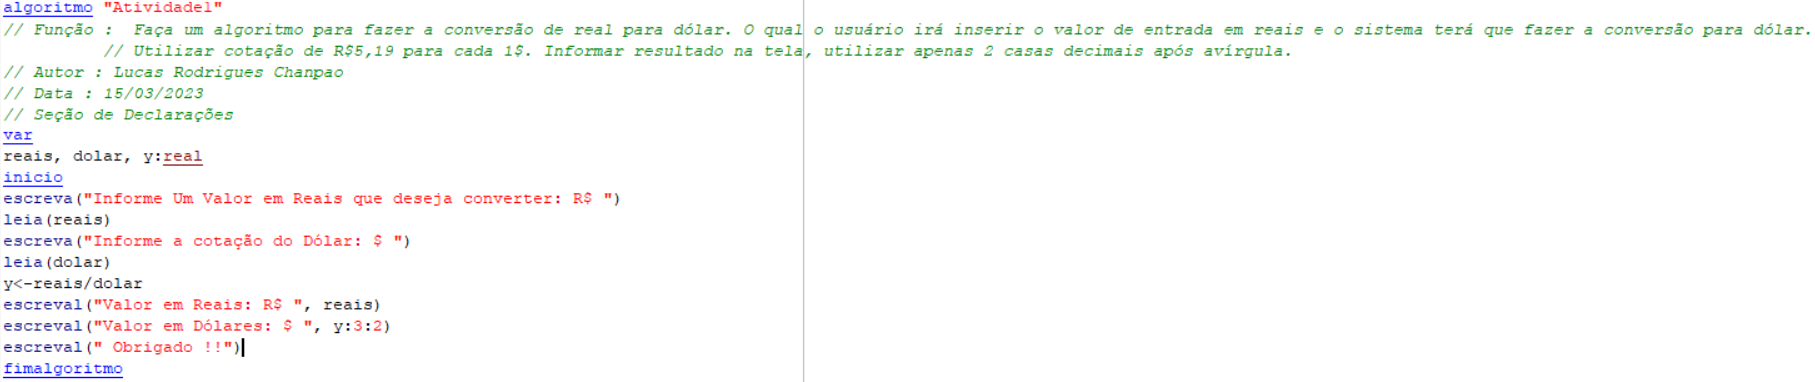 algoritmo "Atividade1"
// Função :  Faça um algoritmo para fazer a conversão de real para dólar. O qual o usuário irá inserir o valor de entrada em reais e o sistema terá que fazer a conversão para dólar.
// Utilizar cotação de R$5,19 para cada 1$. Informar resultado na tela, utilizar apenas 2 casas decimais após avírgula.
// Autor : Lucas Rodrigues Chanpao
// Data : 15/03/2023
// Seção de Declarações
var
reais, dolar, y:real
inicio
escreva("Informe Um Valor em Reais que deseja converter: R$ ")
leia(reais)
escreva("Informe a cotação do Dólar: $ ")
leia(dolar)
y<-reais/dolar
escreval("Valor em Reais: R$ ", reais)
escreval("Valor em Dólares: $ ", y:3:2)
escreval(" Obrigado !!")
fimalgoritmo